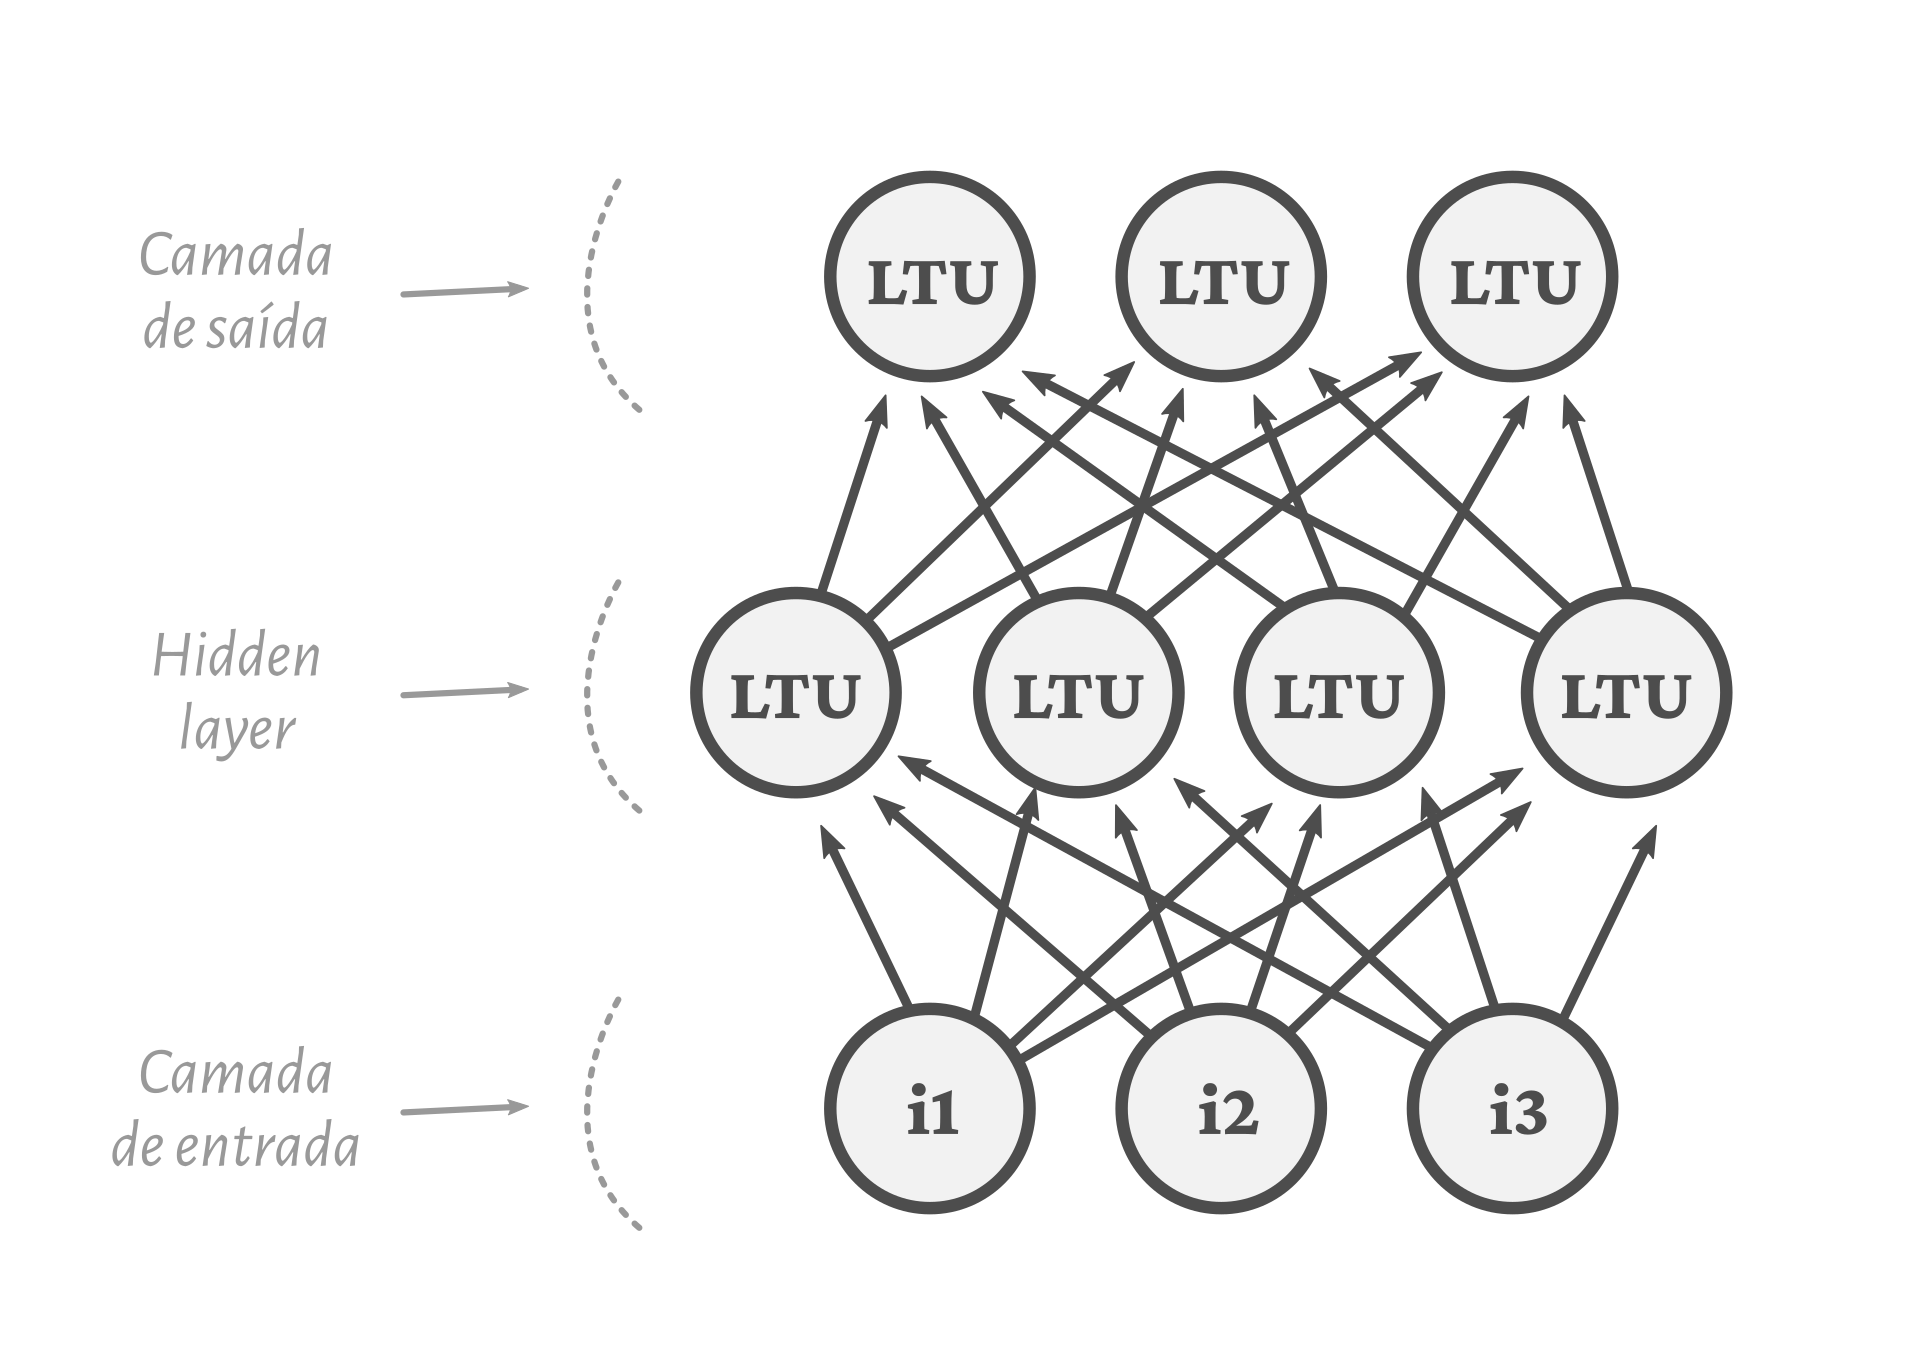 Camada
de saída
LTU LTU LTU
Hidden
layer
LTU LTU LTU LTU
Camada
de entrada
i1 i2 i3